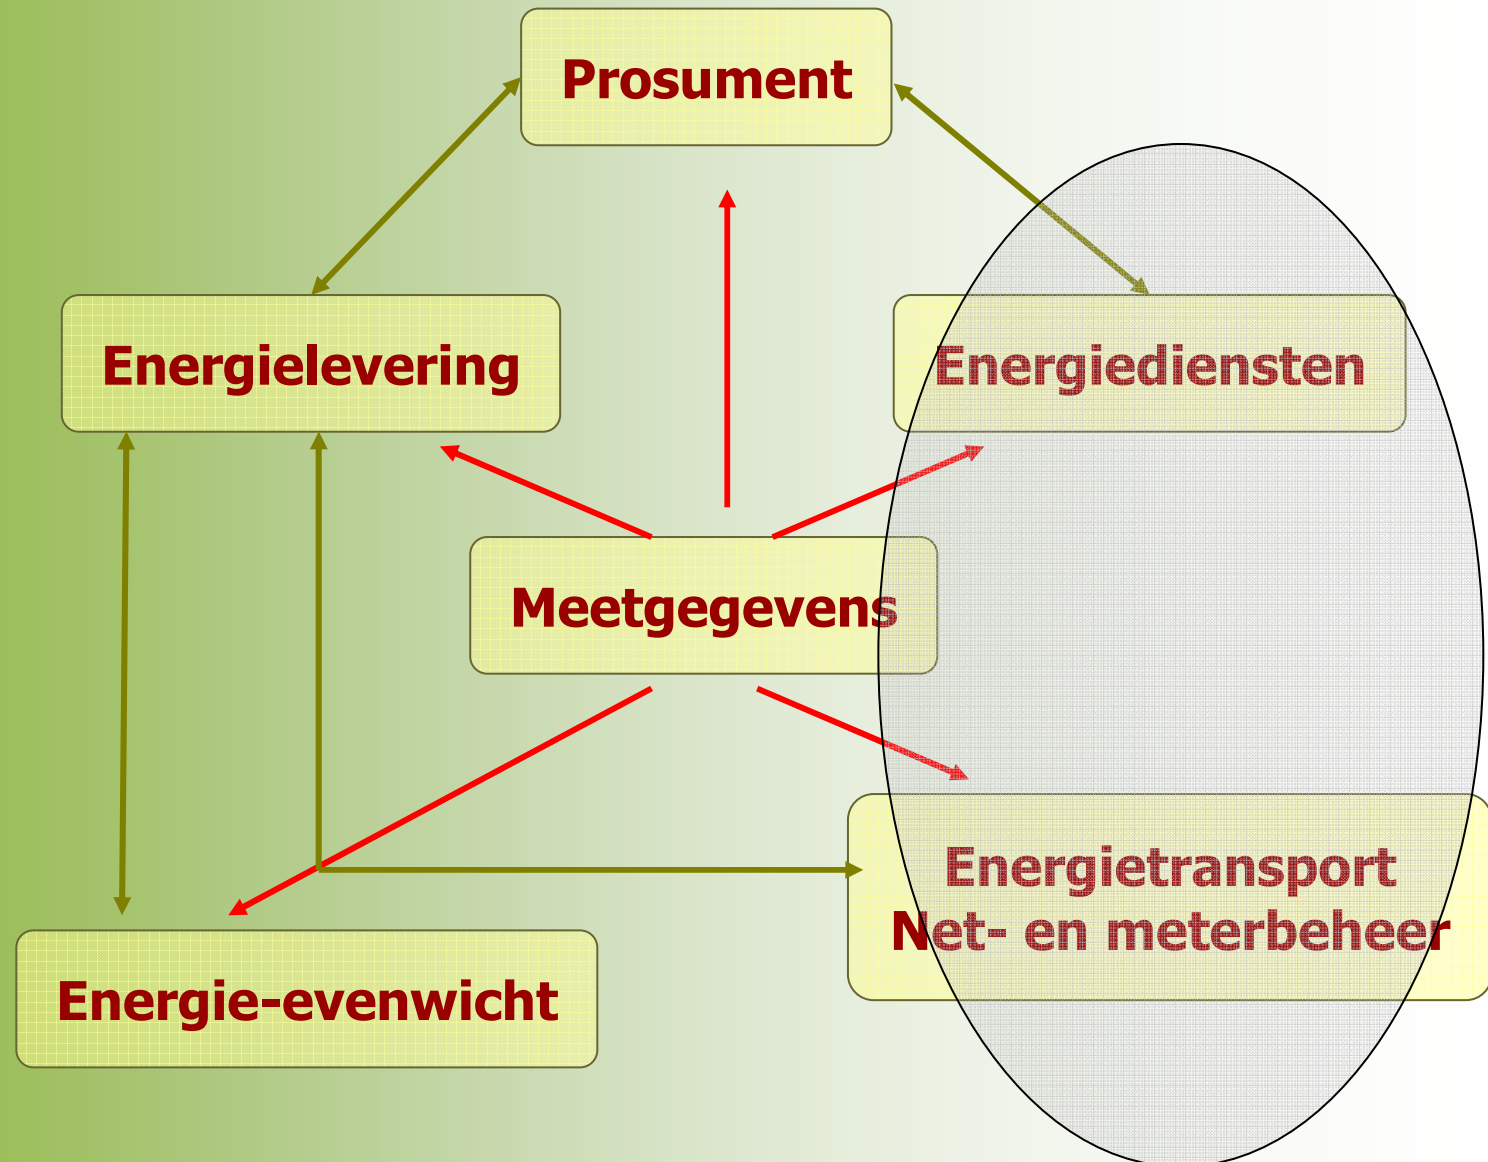 Prosument
Energielevering
Energiediensten
Meetgegevens
Energietransport
Net- en meterbeheer
Energie-evenwicht